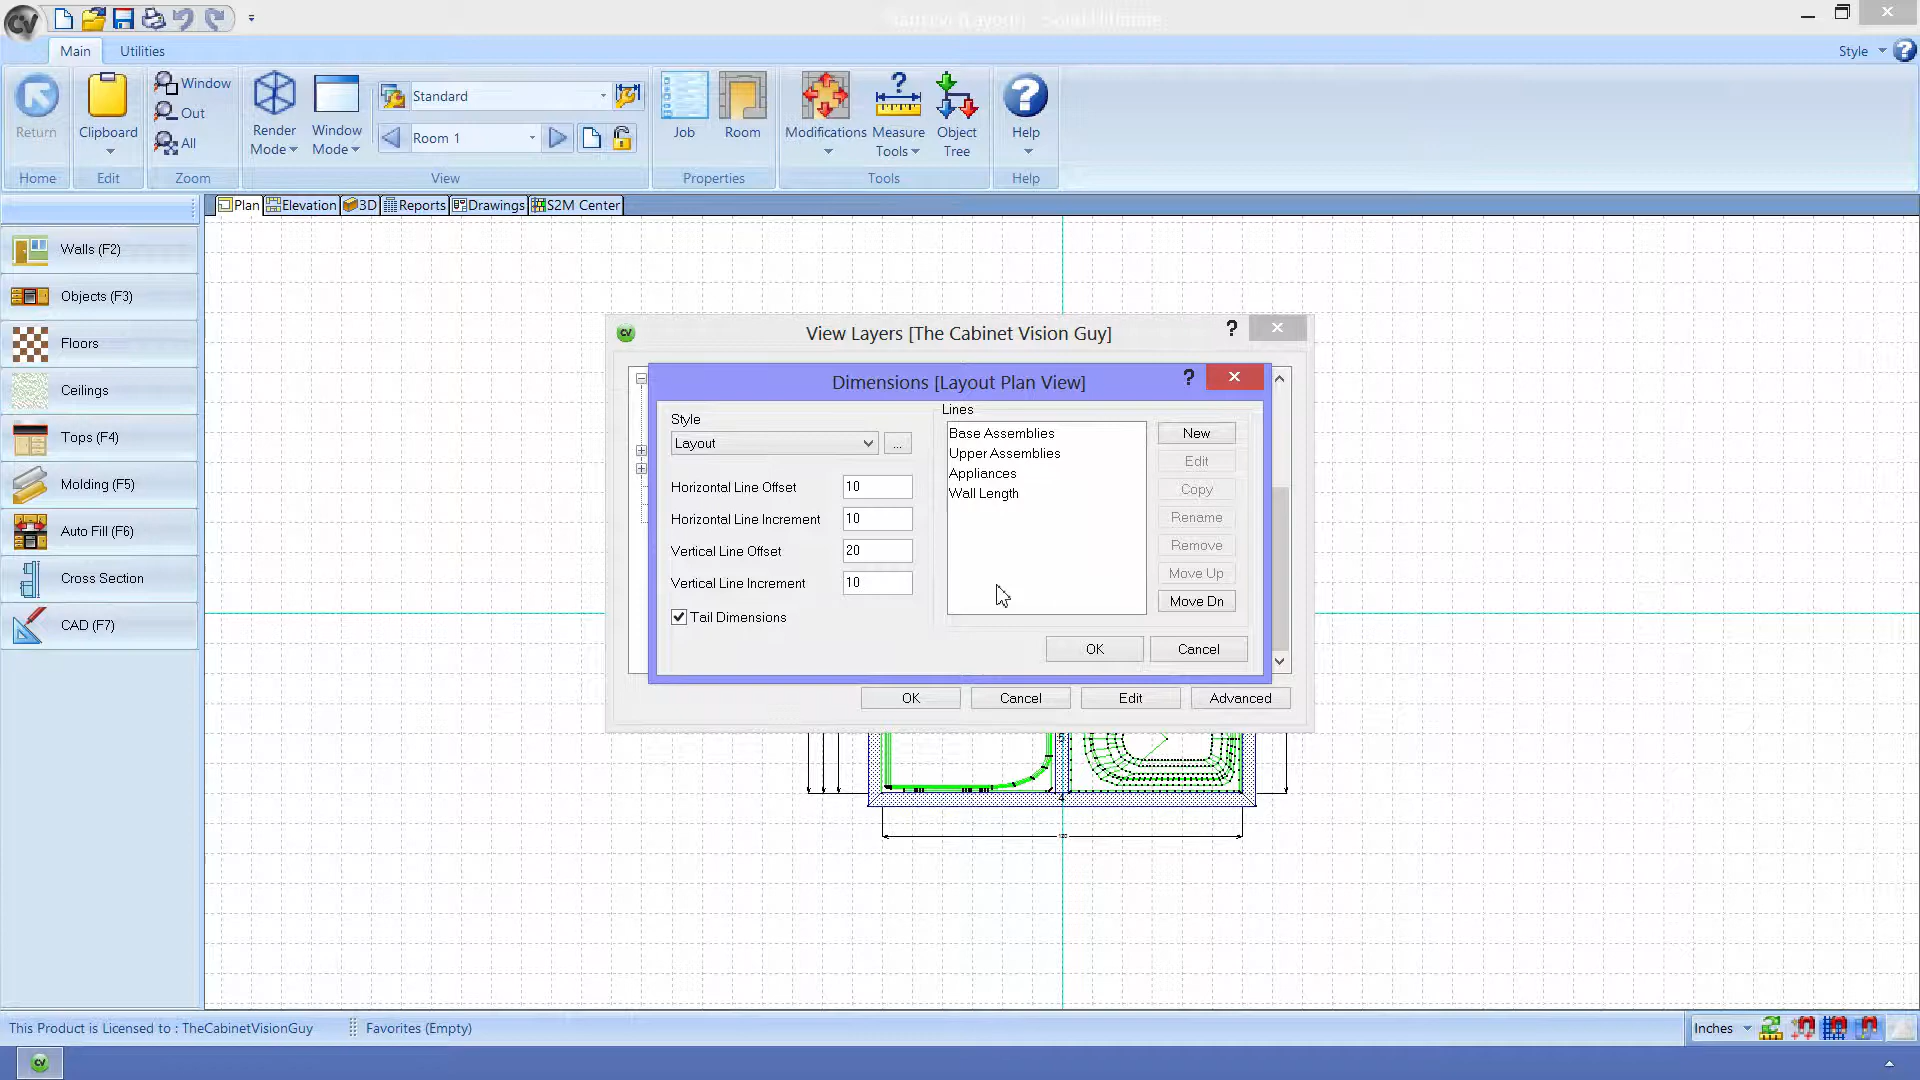 CV
Main
Utilities
Style
Return
Clipboard
Window
Out
All
Render
Mode
Window
Mode
Standard
Room 1
Job
Room
Modifications
Measure
Tools
Object
Tree
Help
Home
Edit
Zoom
View
Properties
Tools
Help
Plan
Elevation
3D
Reports
Drawings
S2M Center
Walls (F2)
Objects (F3)
Floors
Ceilings
Tops (F4)
Molding (F5)
Auto Fill (F6)
Cross Section
CAD (F7)
View Layers [The Cabinet Vision Guy]
Dimensions [Layout Plan View]
Style
Layout
...
Horizontal Line Offset
10
Horizontal Line Increment
10
Vertical Line Offset
20
Vertical Line Increment
10
Tail Dimensions
Lines
Base Assemblies
Upper Assemblies
Appliances
Wall Length
New
Edit
Copy
Rename
Remove
Move Up
Move Dn
OK
Cancel
OK
Cancel
Edit
Advanced
This Product is Licensed to : TheCabinetVisionGuy
Favorites (Empty)
Inches